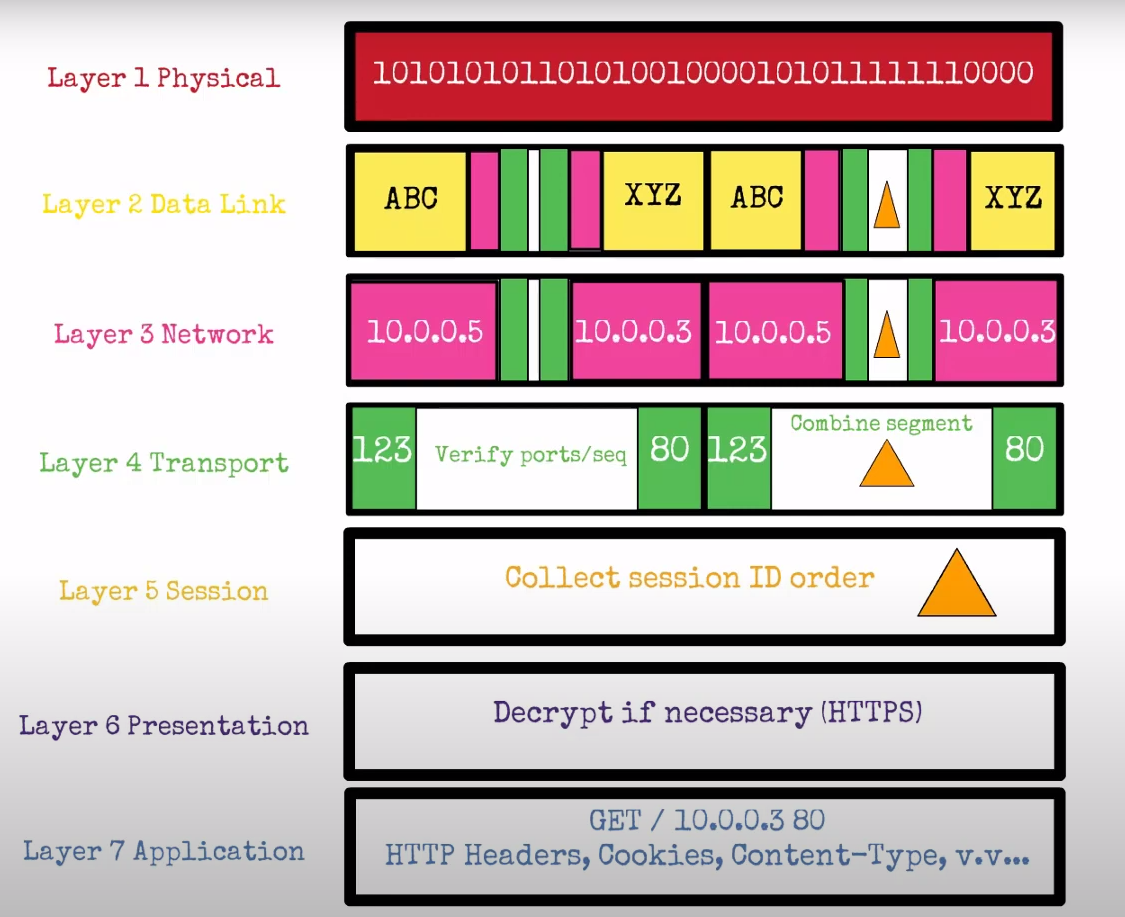 Layer 1 Physical
1010101011010100100001010111111110000
Layer 2 Data Link
ABC XYZ ABC XYZ
Layer 3 Network
10.0.0.5 10.0.0.3 10.0.0.5 10.0.0.3
Layer 4 Transport
123 Verify ports/seq 80 123 Combine segment 80
Layer 5 Session
Collect session ID order
Layer 6 Presentation
Decrypt if necessary (HTTPS)
Layer 7 Application
GET / 10.0.0.3 80
HTTP Headers, Cookies, Content-Type, v.v...